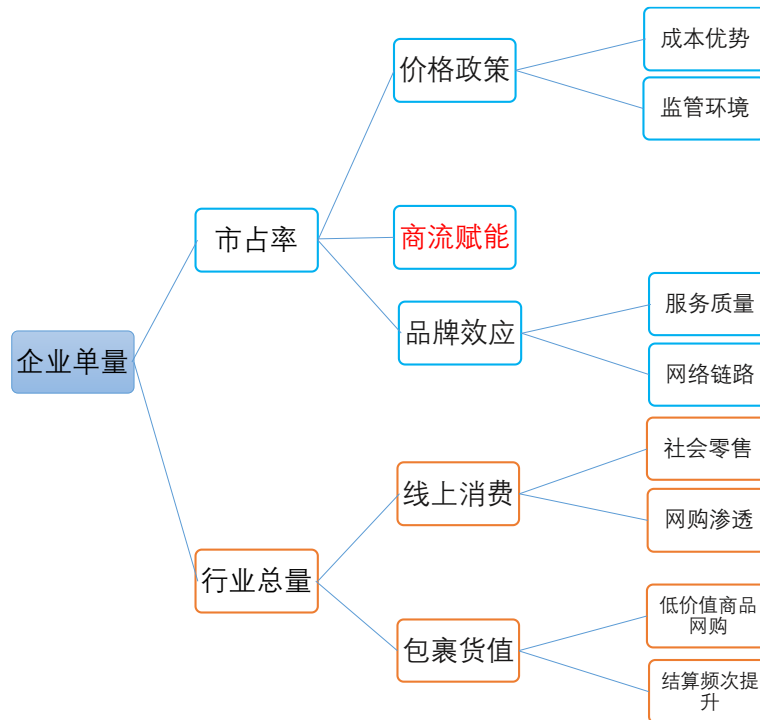 企业单量
市占率
价格政策
成本优势
监管环境
商流赋能
品牌效应
服务质量
网络链路
行业总量
线上消费
社会零售
网购渗透
包裹货值
低价值商品
网购
结算频次提
升